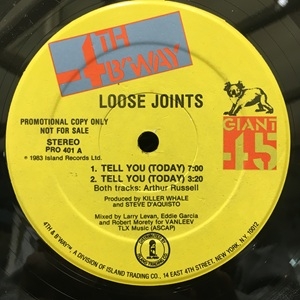 4TH
B'WAY
LOOSE JOINTS
PROMOTIONAL COPY ONLY
NOT FOR SALE
STEREO
PRO 401 A
℗ 1983 Island Records Ltd.
GIANT
45
1. TELL YOU (TODAY) 7:00
2. TELL YOU (TODAY) 3:20
Both tracks: Arthur Russell
Produced by KILLER WHALE
and STEVE D'AQUISTO
Mixed by Larry Levan, Eddie Garcia
and Robert Morety for VANLEEV
TLX Music (ASCAP)
DISTRIBUTED BY
4TH & B'WAY: A DIVISION OF ISLAND TRADING CO., 14 EAST 4TH STREET, NEW YORK, N.Y. 10012